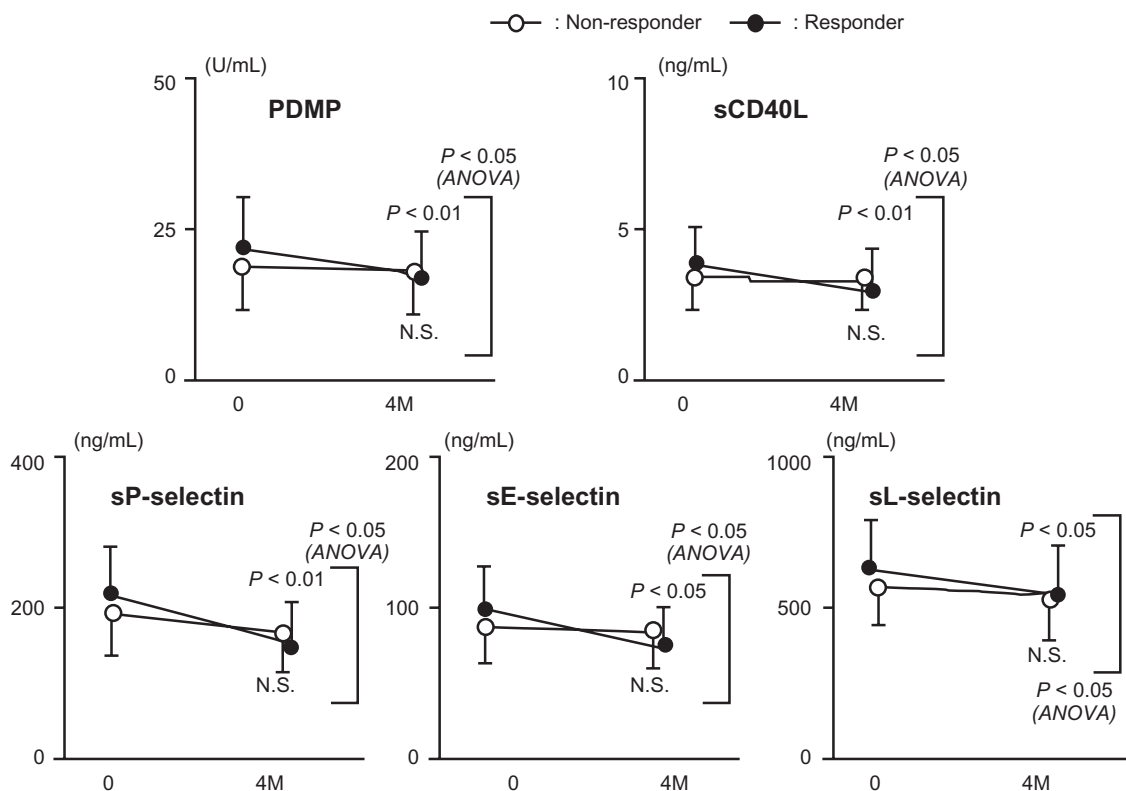 : Non-responder : Responder
(U/mL)
50
PDMP
P < 0.05
(ANOVA)
P < 0.01
25
N.S.
0
0 4M
(ng/mL)
10
sCD40L
P < 0.05
(ANOVA)
P < 0.01
5
N.S.
0
0 4M
(ng/mL)
400
sP-selectin
P < 0.05
(ANOVA)
P < 0.01
200
N.S.
0
0 4M
(ng/mL)
200
sE-selectin
P < 0.05
(ANOVA)
P < 0.05
100
N.S.
0
0 4M
(ng/mL)
1000
sL-selectin
P < 0.05
500
N.S.
P < 0.05
(ANOVA)
0
0 4M